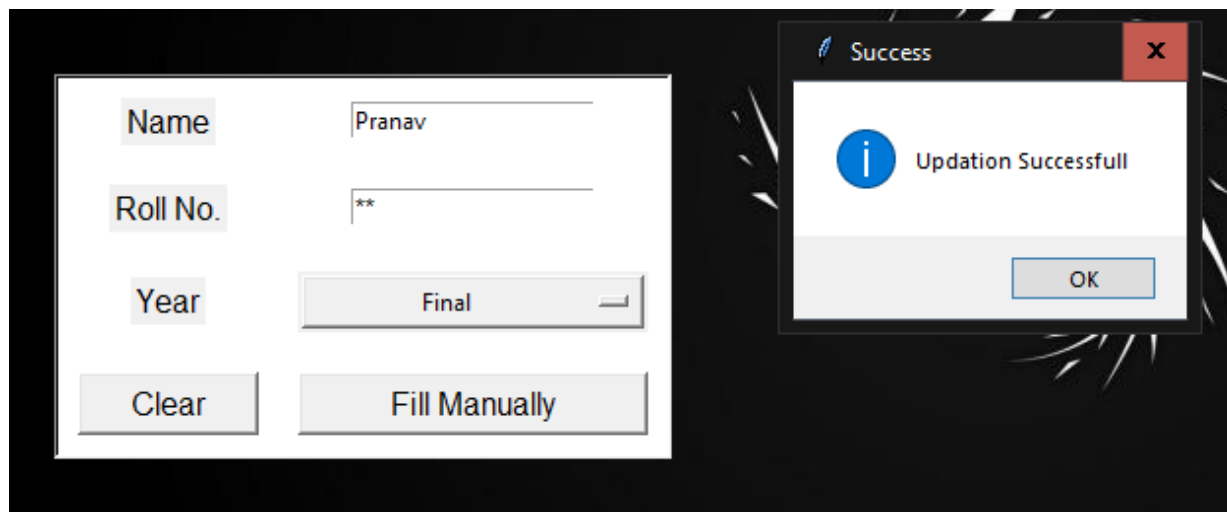 Name
Pranav
Roll No.
**
Year
Final
Clear
Fill Manually
Success
x
Updation Successfull
OK